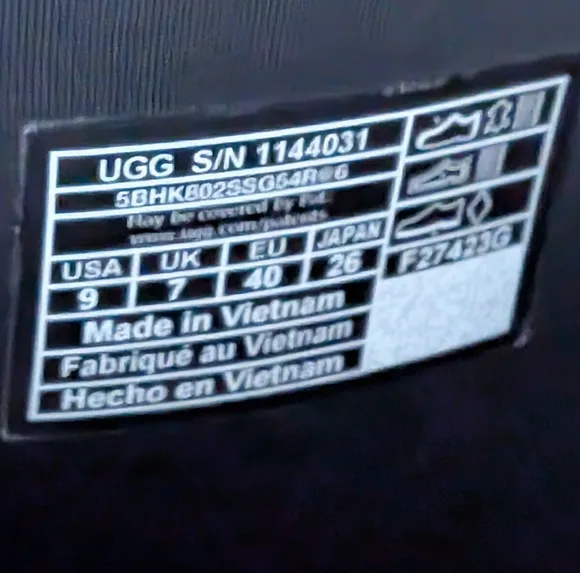 UGG S/N 1144031
May be covered by Pat.
www.ugg.com/patents
USA UK EU JAPAN
9 7 40 26
F27423G
Made in Vietnam
Fabriqué au Vietnam
Hecho en Vietnam